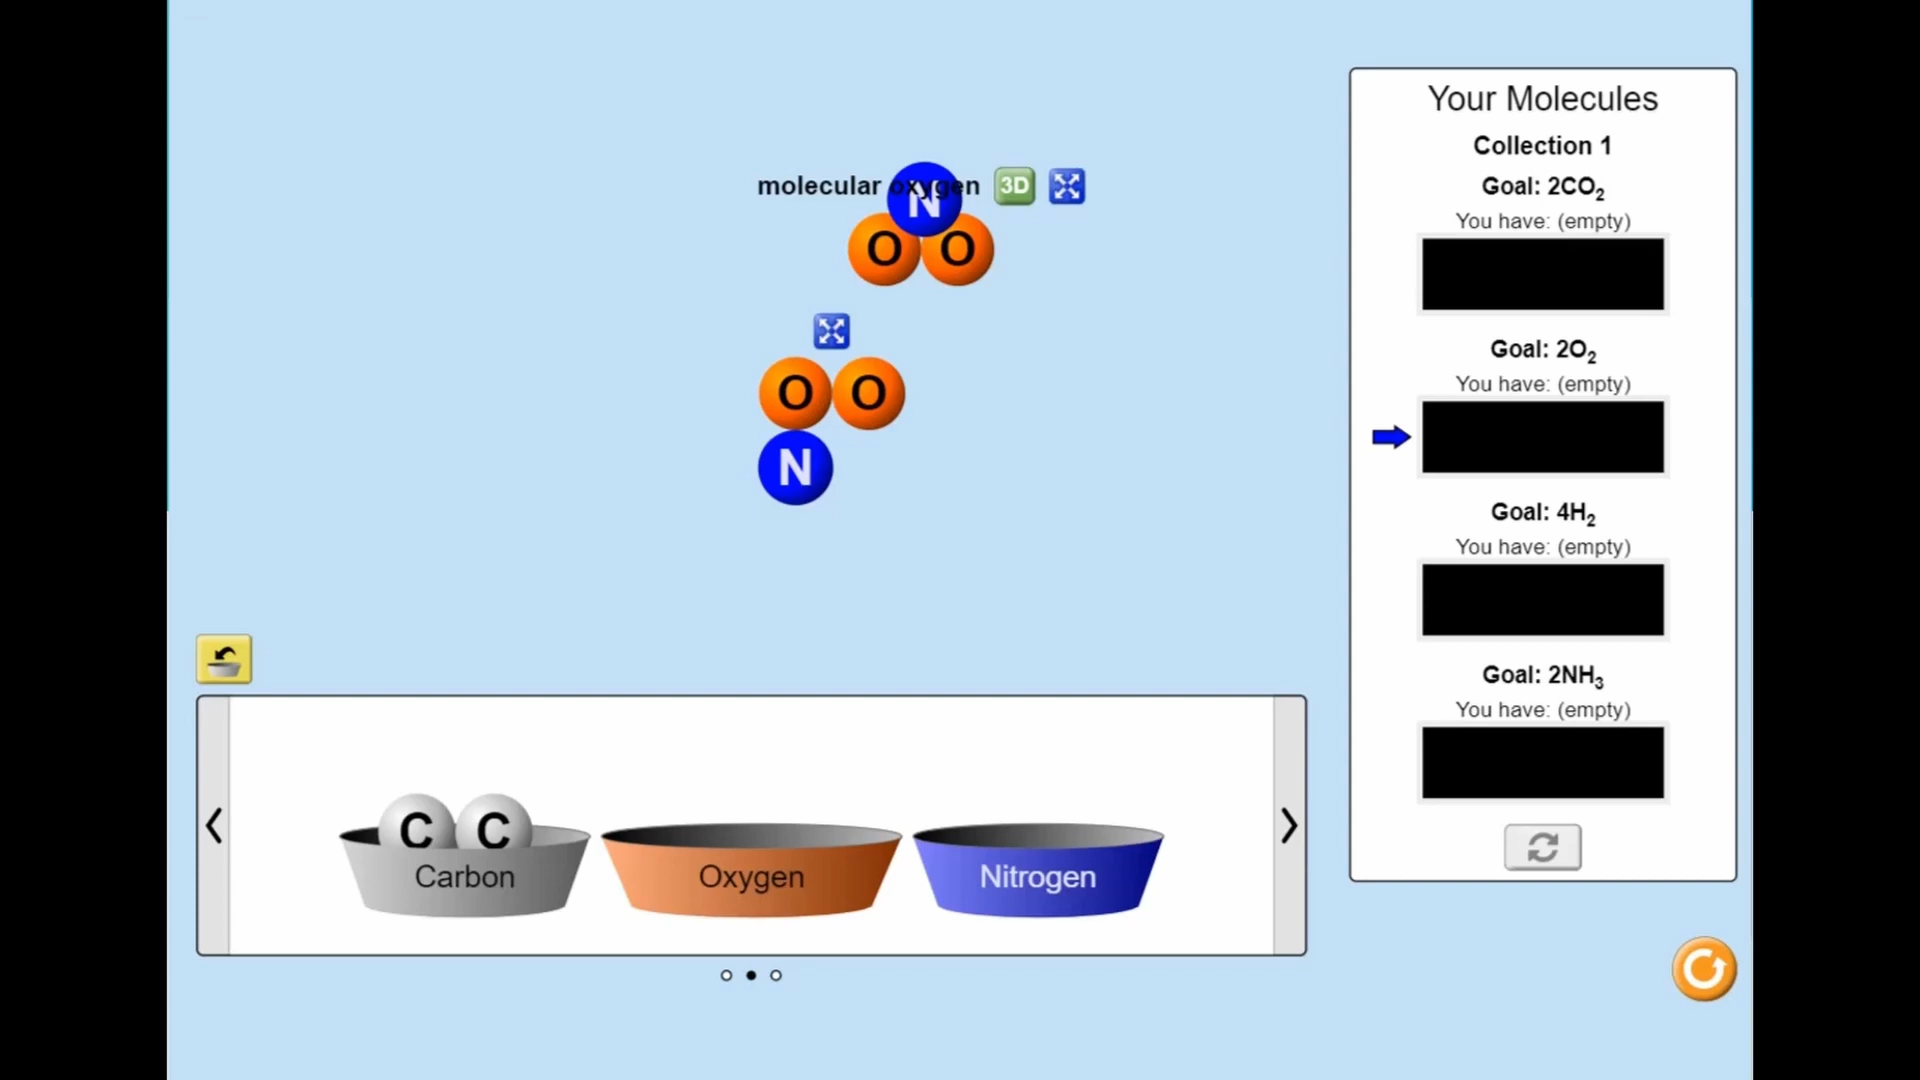 Your Molecules
Collection 1
Goal: 2CO₂
You have: (empty)
Goal: 2O₂
You have: (empty)
Goal: 4H₂
You have: (empty)
Goal: 2NH₃
You have: (empty)
molecular oxygen 3D
N
O O
O O
N
C C
Carbon Oxygen Nitrogen